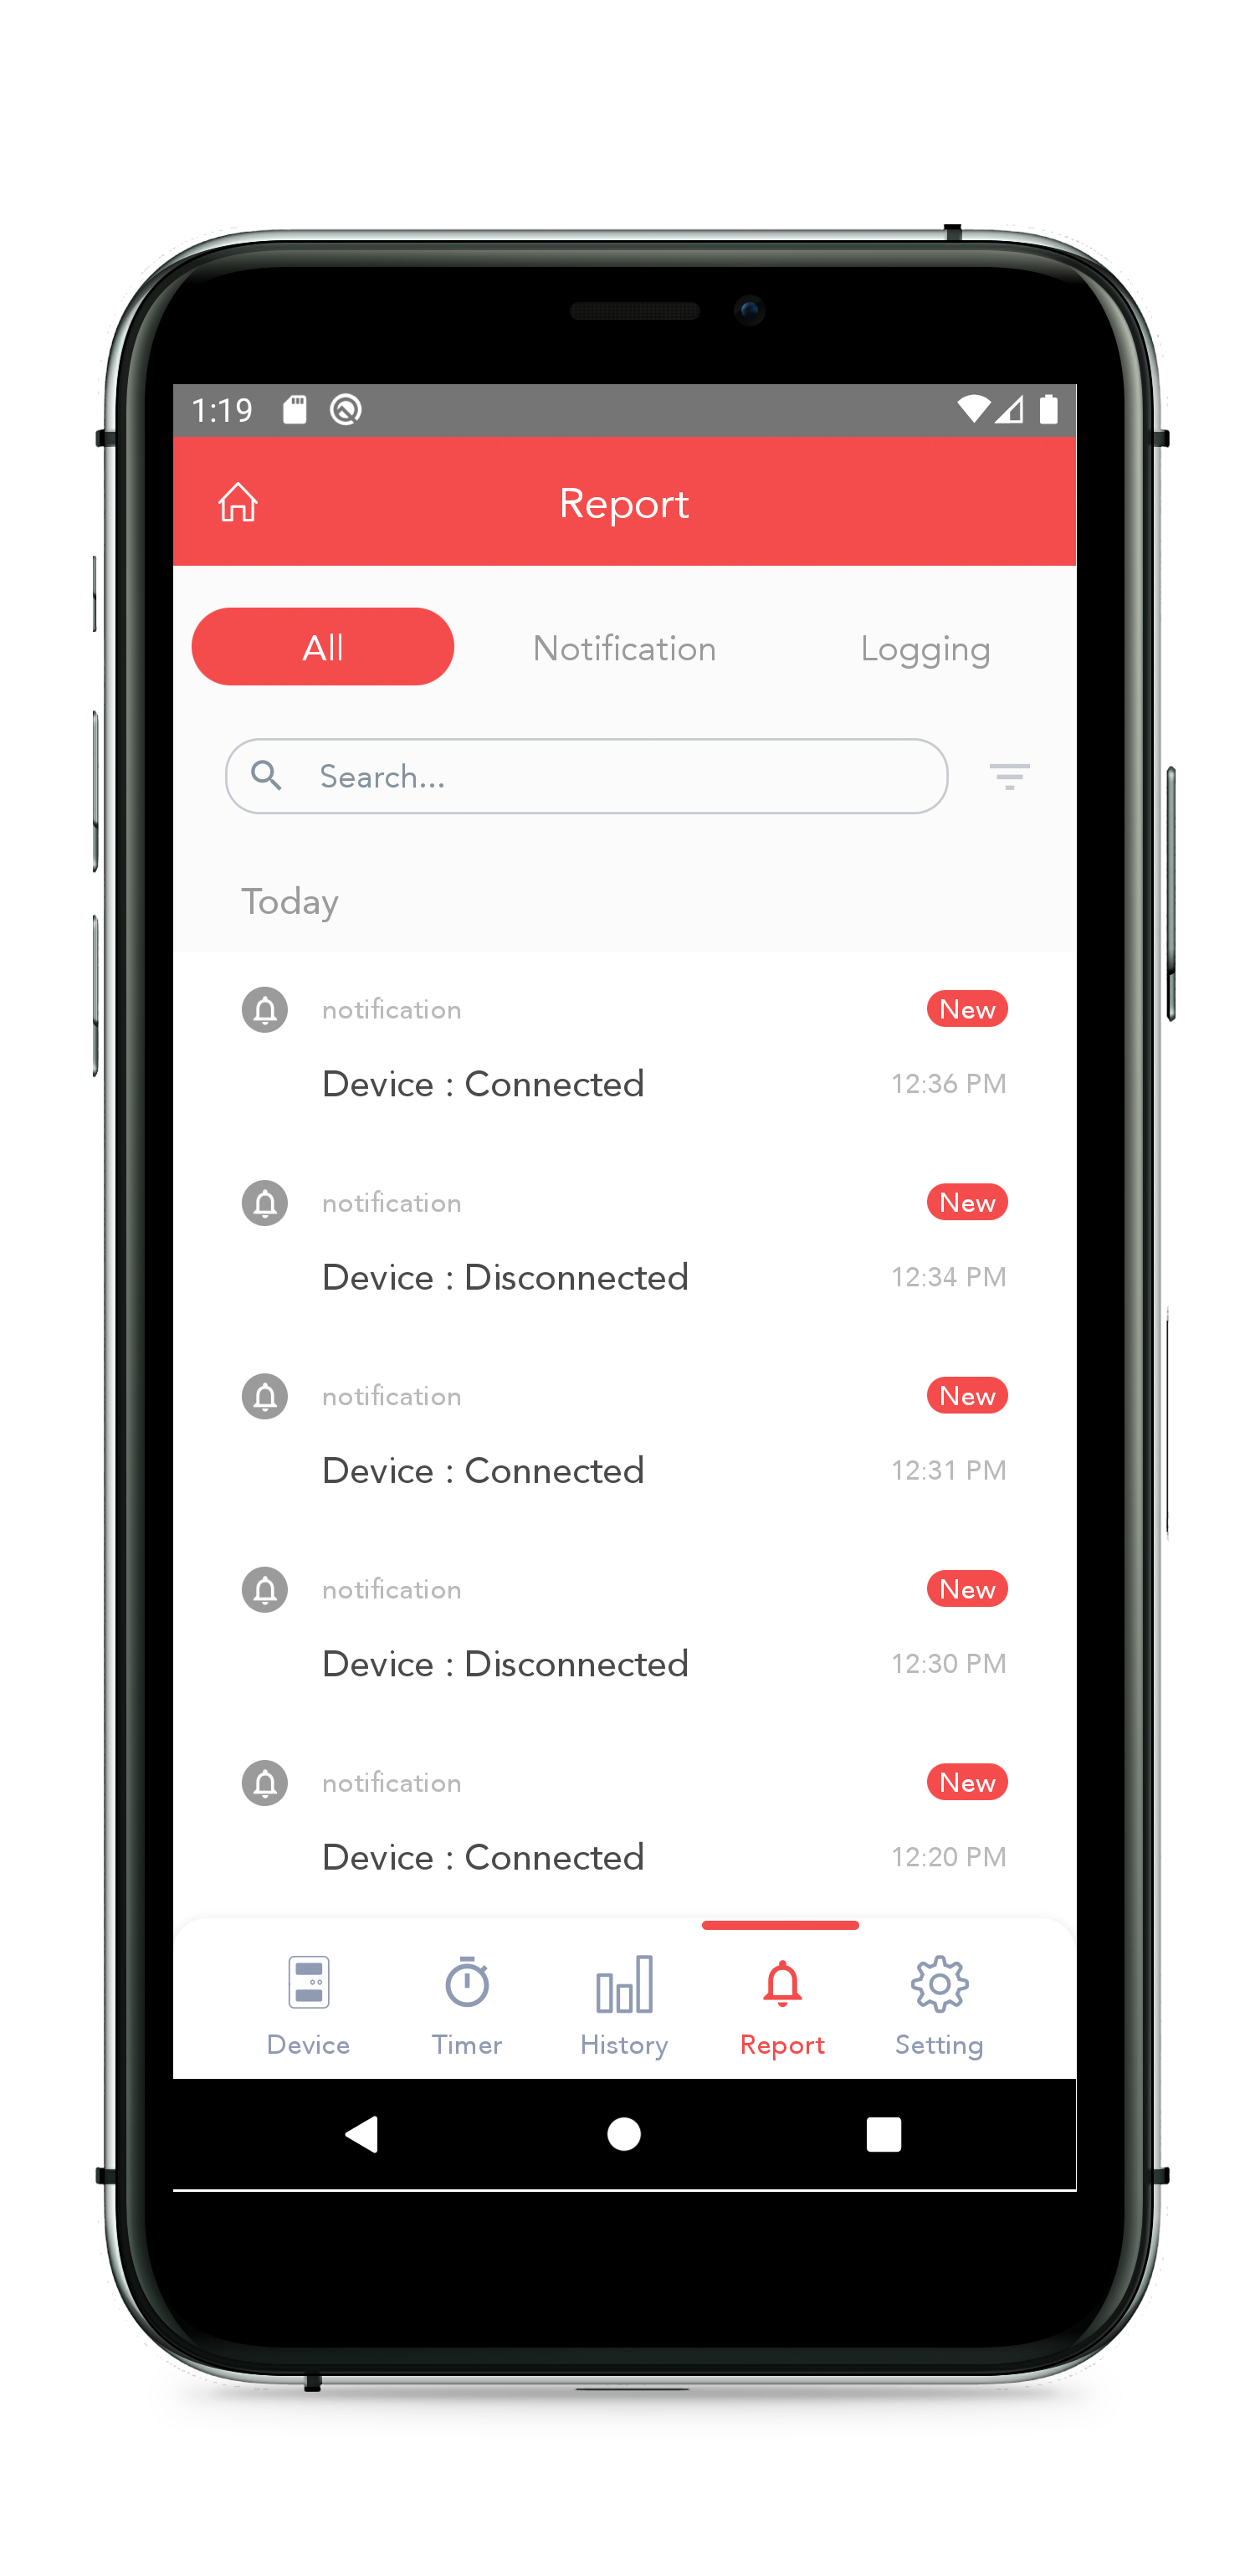 1:19
Report
All Notification Logging
Search...
Today
notification New
Device : Connected 12:36 PM
notification New
Device : Disconnected 12:34 PM
notification New
Device : Connected 12:31 PM
notification New
Device : Disconnected 12:30 PM
notification New
Device : Connected 12:20 PM
Device Timer History Report Setting